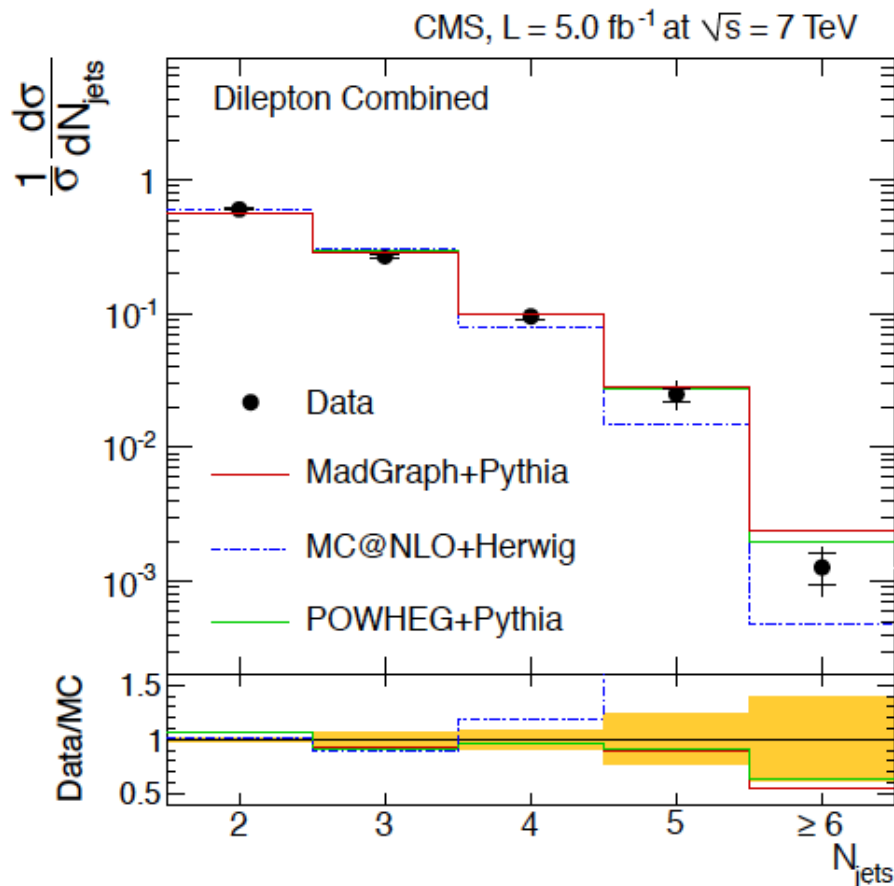 CMS, L = 5.0 fb⁻¹ at √s = 7 TeV
1/σ dσ/dN_jets
Dilepton Combined
1
10⁻¹
10⁻²
10⁻³
Data
MadGraph+Pythia
MC@NLO+Herwig
POWHEG+Pythia
Data/MC
1.5
1
0.5
2 3 4 5 ≥ 6
N_jets